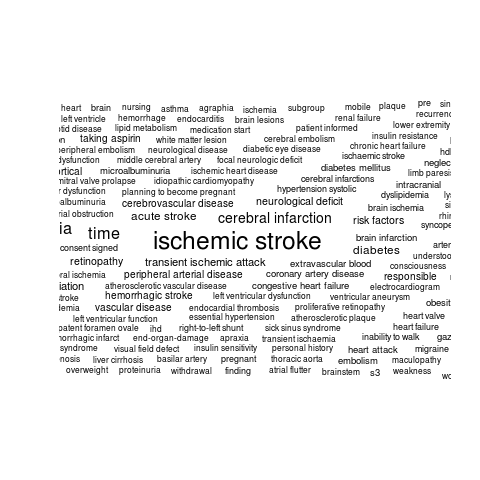 heart brain nursing asthma agraphia ischemia subgroup mobile plaque pre sin
left ventricle hemorrhage endocarditis brain lesions renal failure recurrenc
tid disease lipid metabolism medication start patient informed lower extremity
on taking aspirin white matter lesion cerebral embolism insulin resistance
eripheral embolism neurological disease diabetic eye disease chronic heart failure hdl
dysfunction middle cerebral artery focal neurologic deficit ischaemic stroke neglec
rtical microalbuminuria ischemic heart disease diabetes mellitus limb paresis
mitral valve prolapse idiopathic cardiomyopathy cerebral infarctions intracranial
r dysfunction planning to become pregnant hypertension systolic dyslipidemia ly
albuminuria cerebrovascular disease neurological deficit brain ischemia si
rial obstruction acute stroke cerebral infarction risk factors rhi
ia time ischemic stroke brain infarction syncope
consent signed diabetes arter
retinopathy transient ischemic attack extravascular blood consciousness understoo
ral ischemia peripheral arterial disease coronary artery disease responsible
iation atherosclerotic vascular disease congestive heart failure electrocardiogram
troke hemorrhagic stroke left ventricular dysfunction ventricular aneurysm obesit
lemia vascular disease endocardial thrombosis proliferative retinopathy
left ventricular function essential hypertension atherosclerotic plaque heart valve
patent foramen ovale ihd right-to-left shunt sick sinus syndrome heart failure
morrhagic infarct end-organ-damage apraxia transient ischaemia inability to walk gaz
syndrome visual field defect insulin sensitivity personal history heart attack migraine
nosis liver cirrhosis basilar artery pregnant thoracic aorta embolism maculopathy
overweight proteinuria withdrawal finding atrial flutter brainstem s3 weakness wo